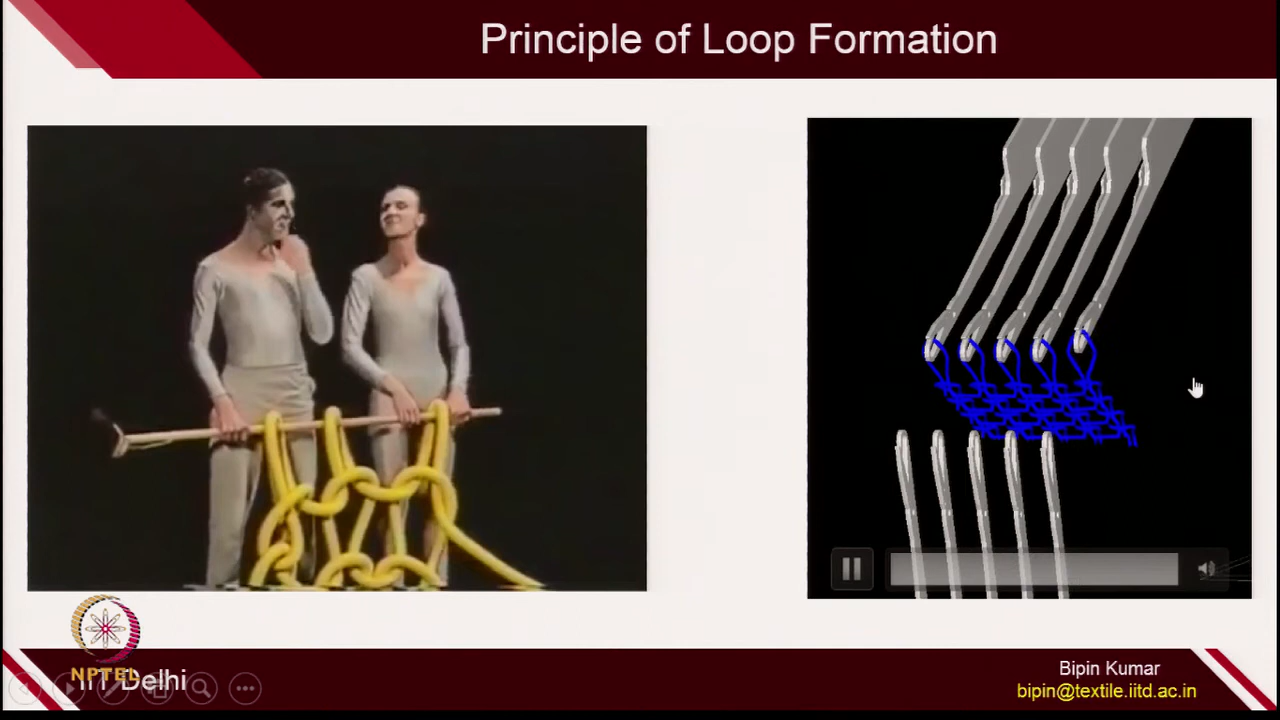 Principle of Loop Formation
NPTEL
IIT Delhi
Bipin Kumar
bipin@textile.iitd.ac.in